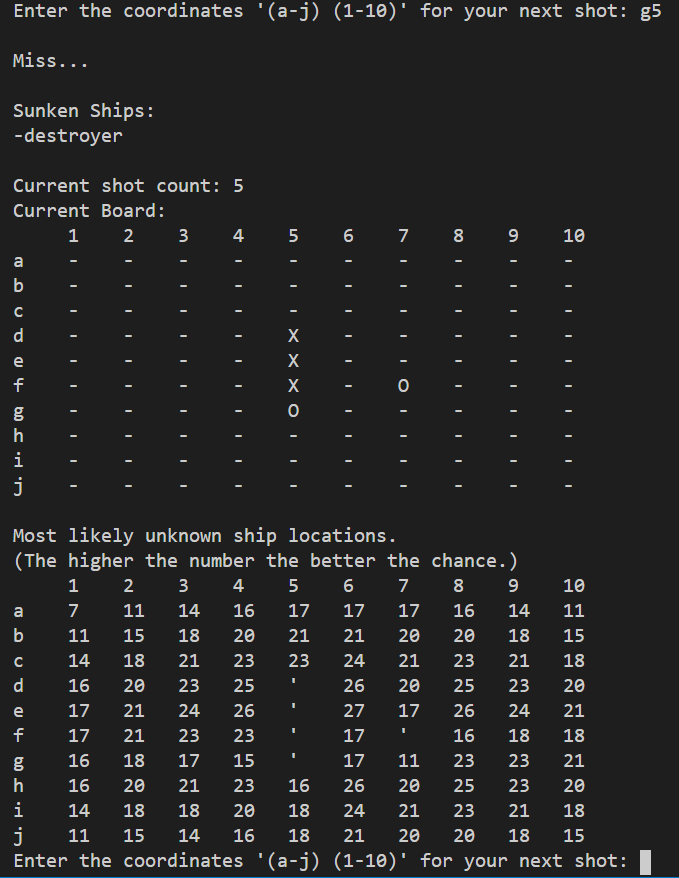 Enter the coordinates '(a-j) (1-10)' for your next shot: g5
Miss...
Sunken Ships:
-destroyer
Current shot count: 5
Current Board:
1 2 3 4 5 6 7 8 9 10
a - - - - - - - - - -
b - - - - - - - - - -
c - - - - - - - - - -
d - - - - X - - - - -
e - - - - X - - - - -
f - - - - X - O - - -
g - - - - O - - - - -
h - - - - - - - - - -
i - - - - - - - - - -
j - - - - - - - - - -
Most likely unknown ship locations.
(The higher the number the better the chance.)
1 2 3 4 5 6 7 8 9 10
a 7 11 14 16 17 17 17 16 14 11
b 11 15 18 20 21 21 20 20 18 15
c 14 18 21 23 23 24 21 23 21 18
d 16 20 23 25 ' 26 20 25 23 20
e 17 21 24 26 ' 27 17 26 24 21
f 17 21 23 23 ' 17 ' 16 18 18
g 16 18 17 15 ' 17 11 23 23 21
h 16 20 21 23 16 26 20 25 23 20
i 14 18 18 20 18 24 21 23 21 18
j 11 15 14 16 18 21 20 20 18 15
Enter the coordinates '(a-j) (1-10)' for your next shot: